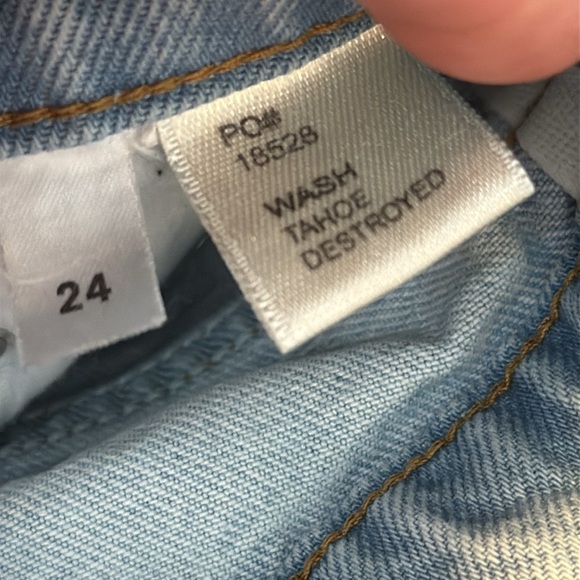 PO#
18528
WASH
TAHOE
DESTROYED
24